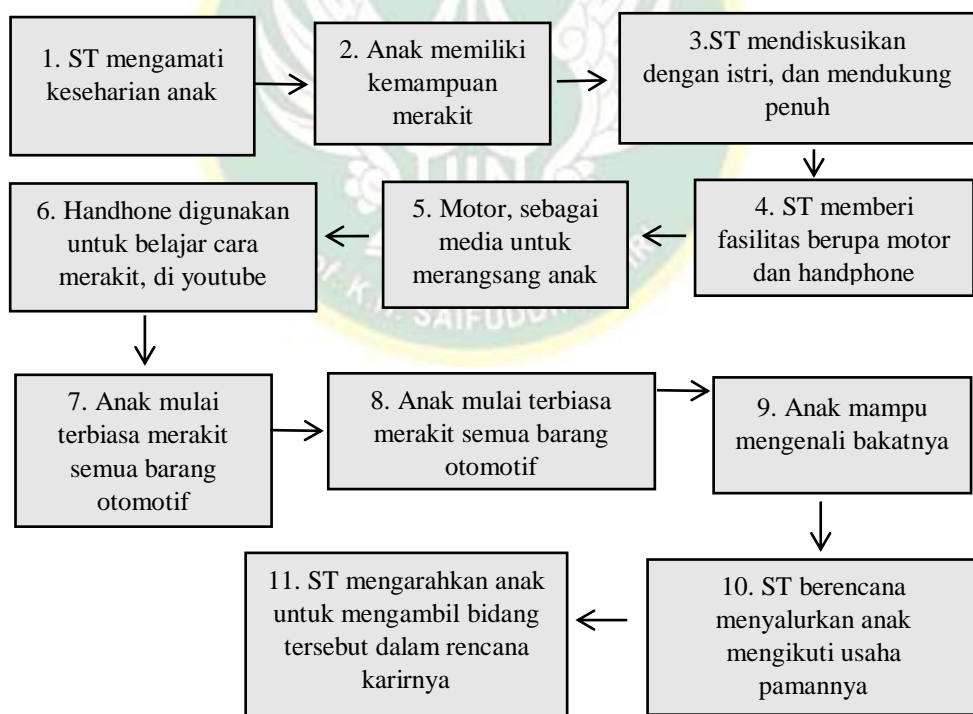 1. ST mengamati
keseharian anak
2. Anak memiliki
kemampuan
merakit
3.ST mendiskusikan
dengan istri, dan mendukung
penuh
4. ST memberi
fasilitas berupa motor
dan handphone
5. Motor, sebagai
media untuk
merangsang anak
6. Handhone digunakan
untuk belajar cara
merakit, di youtube
7. Anak mulai
terbiasa merakit
semua barang
otomotif
8. Anak mulai terbiasa
merakit semua barang
otomotif
9. Anak mampu
mengenali bakatnya
10. ST berencana
menyalurkan anak
mengikuti usaha
pamannya
11. ST mengarahkan anak
untuk mengambil bidang
tersebut dalam rencana
karirnya